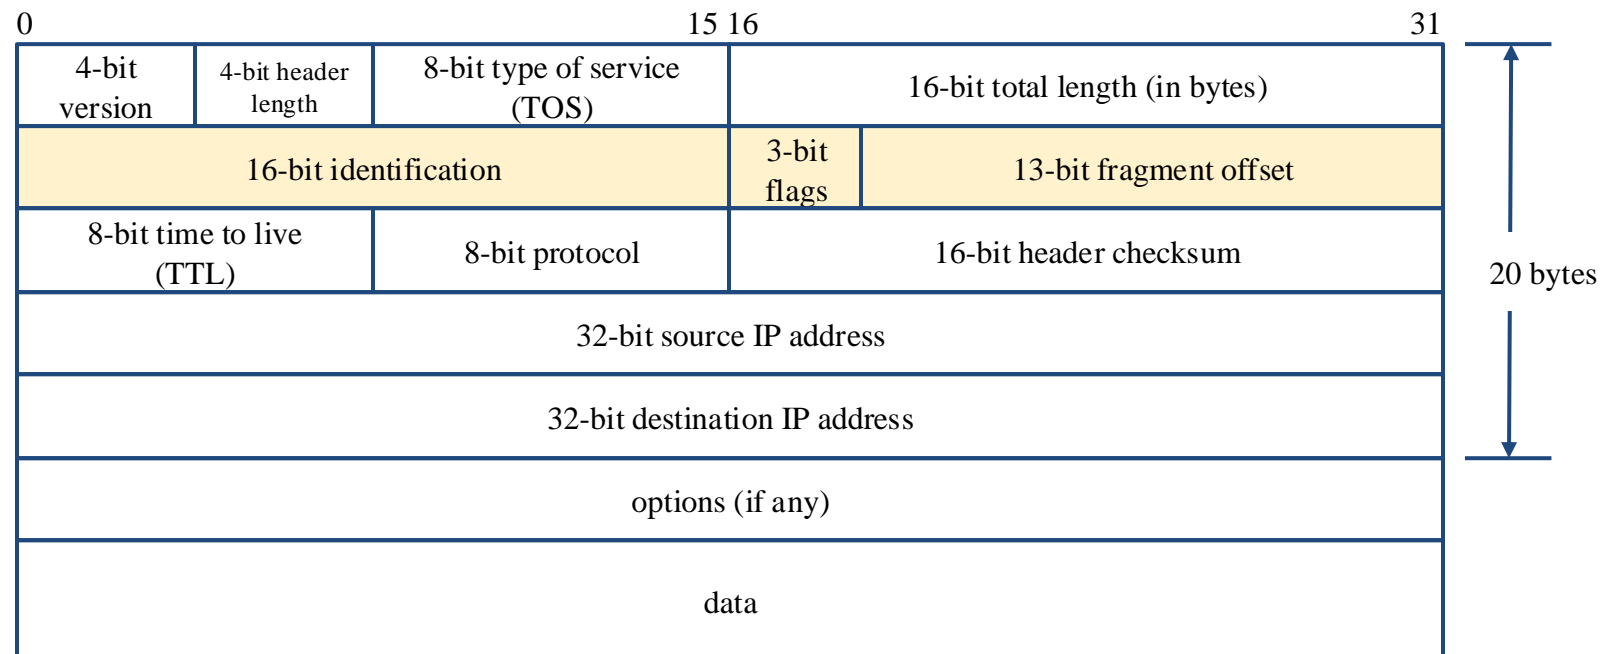 0 15 16 31
4-bit version
4-bit header length
8-bit type of service (TOS)
16-bit total length (in bytes)
16-bit identification
3-bit flags
13-bit fragment offset
8-bit time to live (TTL)
8-bit protocol
16-bit header checksum
20 bytes
32-bit source IP address
32-bit destination IP address
options (if any)
data